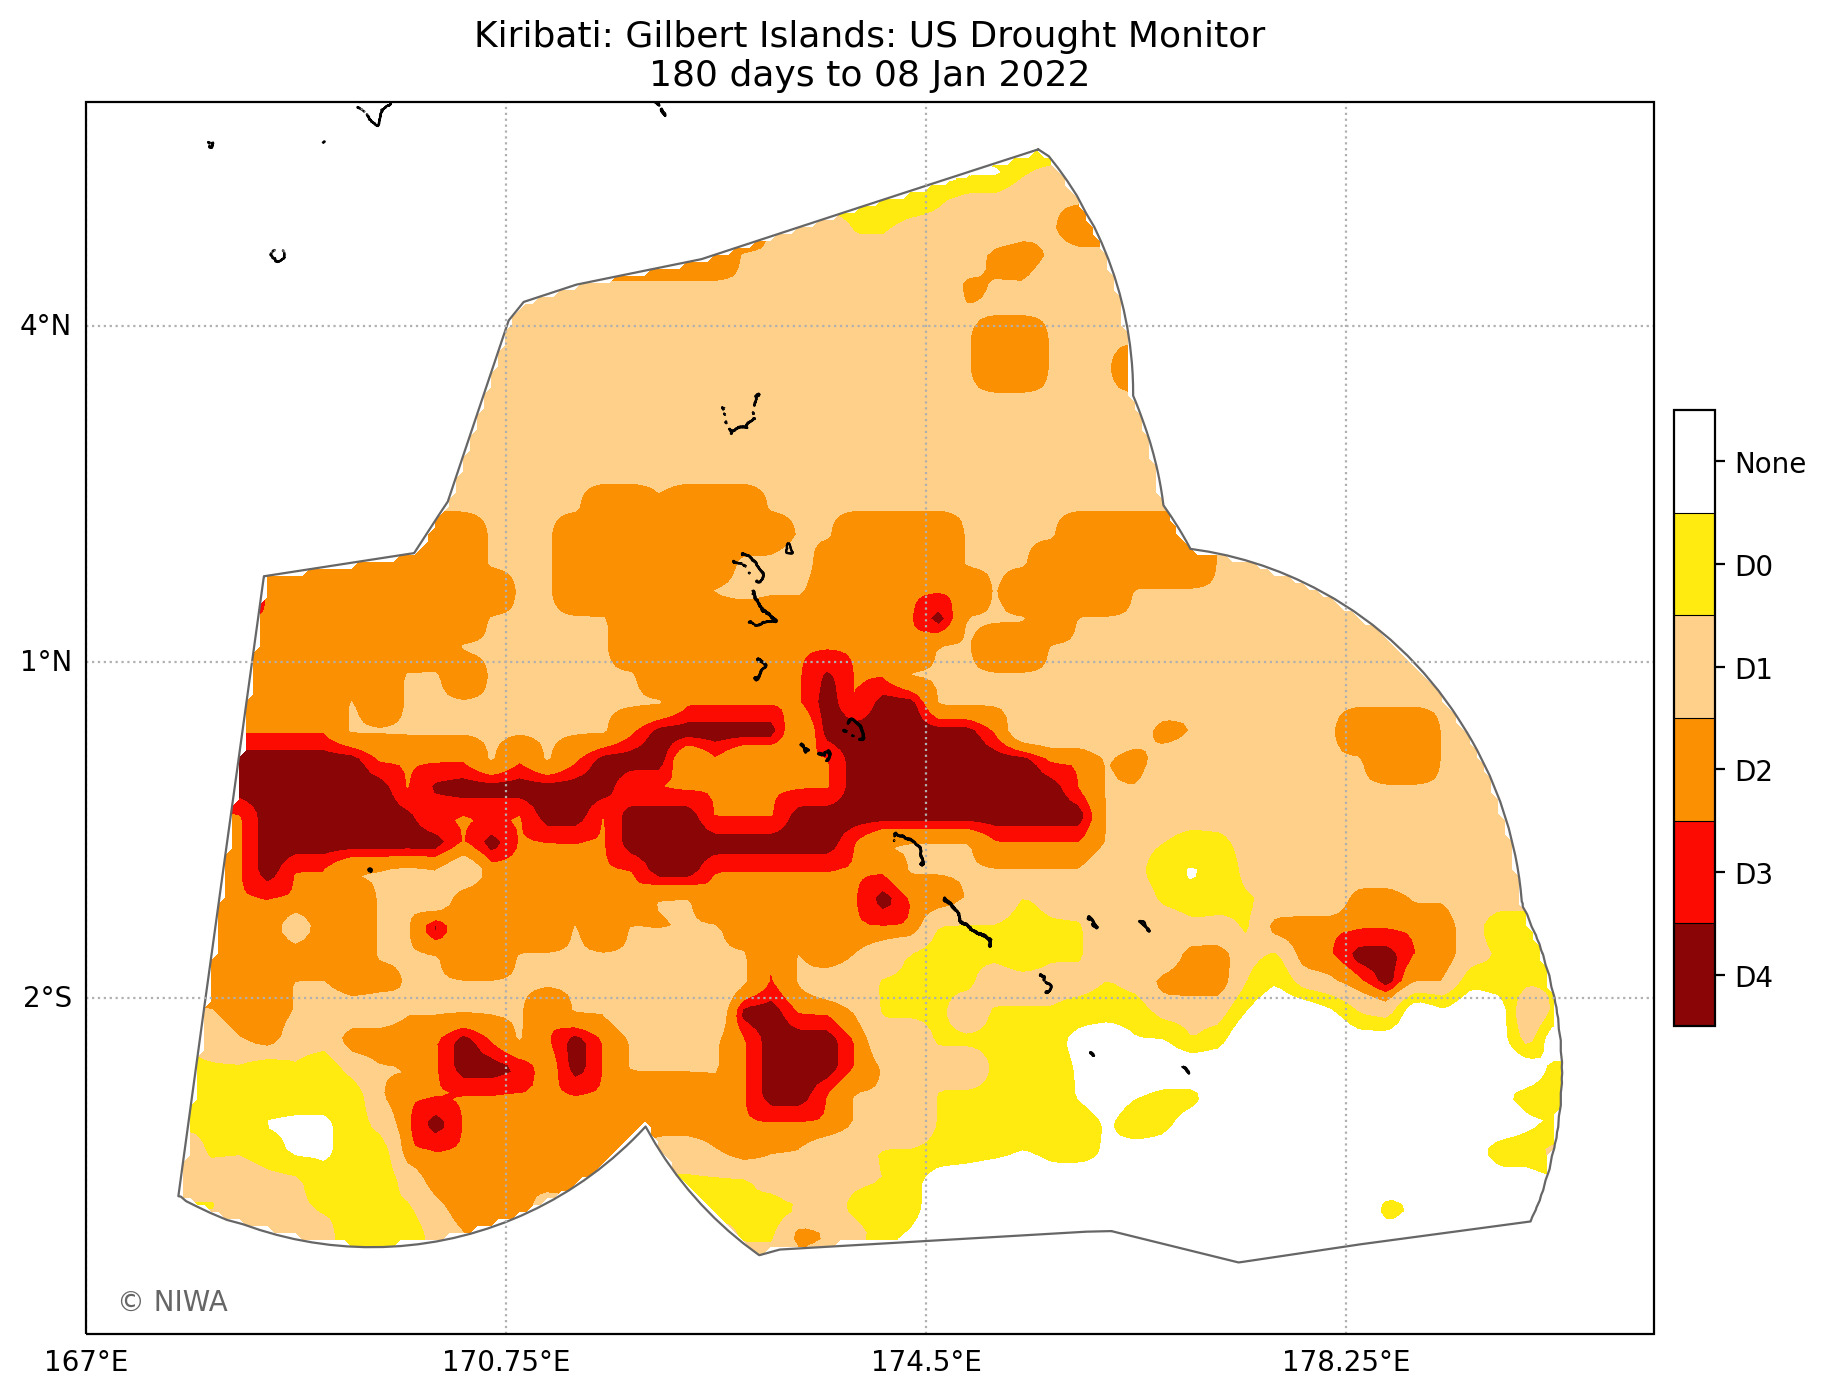 Kiribati: Gilbert Islands: US Drought Monitor
180 days to 08 Jan 2022
4°N
1°N
2°S
167°E
170.75°E
174.5°E
178.25°E
None
D0
D1
D2
D3
D4
© NIWA